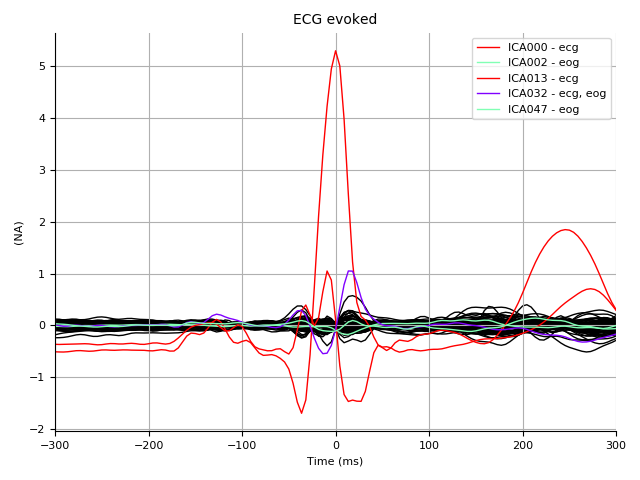 ECG evoked
ICA000 - ecg
ICA002 - eog
ICA013 - ecg
ICA032 - ecg, eog
ICA047 - eog
(NA)
5
4
3
2
1
0
−1
−2
−300 −200 −100 0 100 200 300
Time (ms)